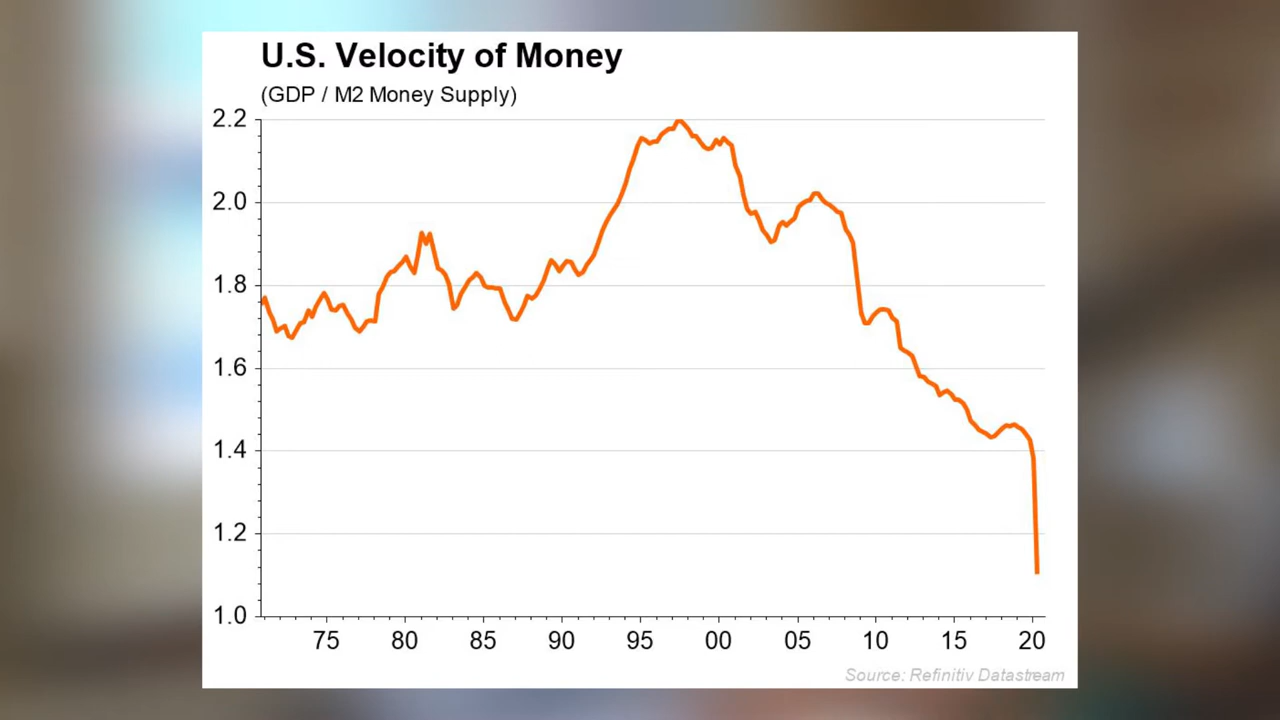 U.S. Velocity of Money
(GDP / M2 Money Supply)
2.2
2.0
1.8
1.6
1.4
1.2
1.0
75 80 85 90 95 00 05 10 15 20
Source: Refinitiv Datastream